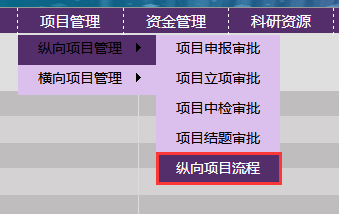 项目管理 资金管理 科研资源
纵向项目管理
横向项目管理
项目申报审批
项目立项审批
项目中检审批
项目结题审批
纵向项目流程